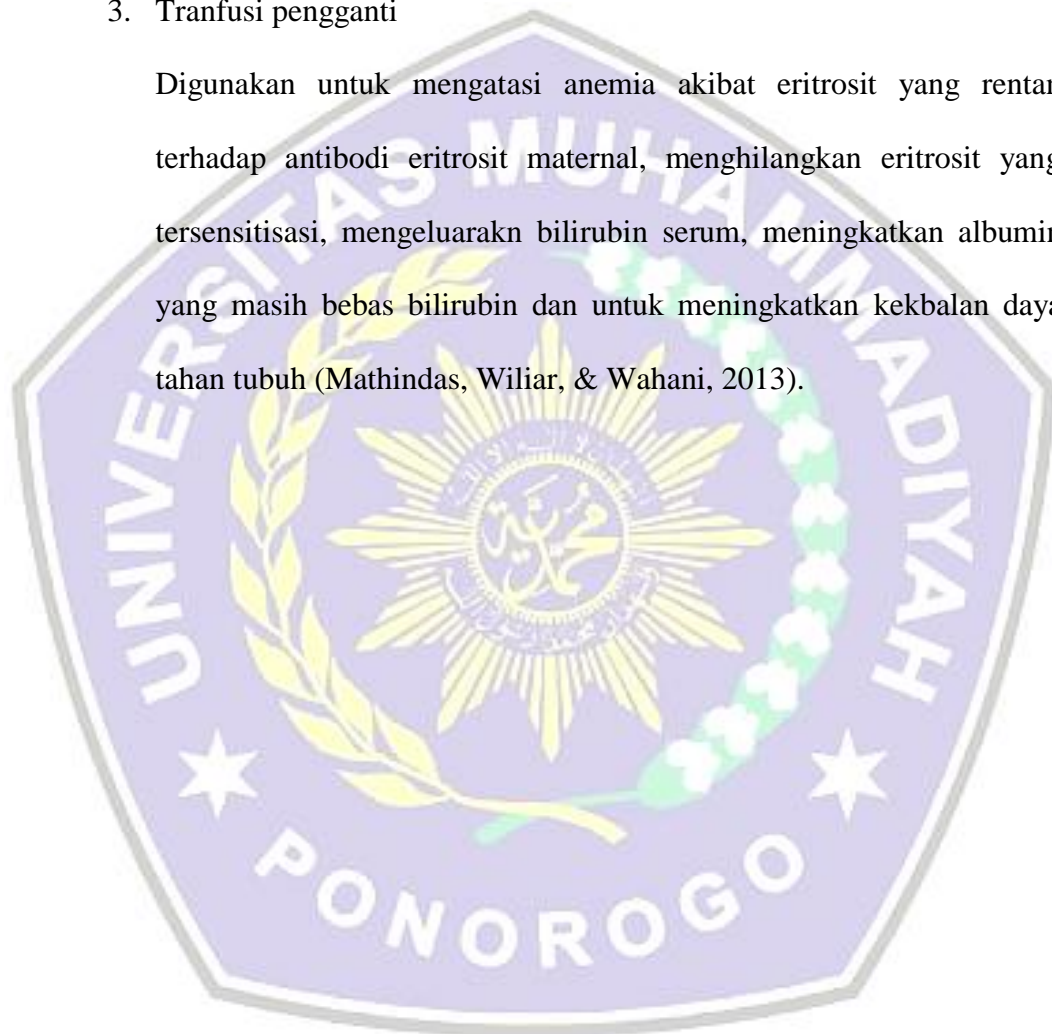 3. Tranfusi pengganti
Digunakan untuk mengatasi anemia akibat eritrosit yang rentan
terhadap antibodi eritrosit maternal, menghilangkan eritrosit yang
tersensitisasi, mengeluarakn bilirubin serum, meningkatkan albumin
yang masih bebas bilirubin dan untuk meningkatkan kekbalan daya
tahan tubuh (Mathindas, Wiliar, & Wahani, 2013).
UNIVERSITAS MUHAMMADIYAH
PONOROGO